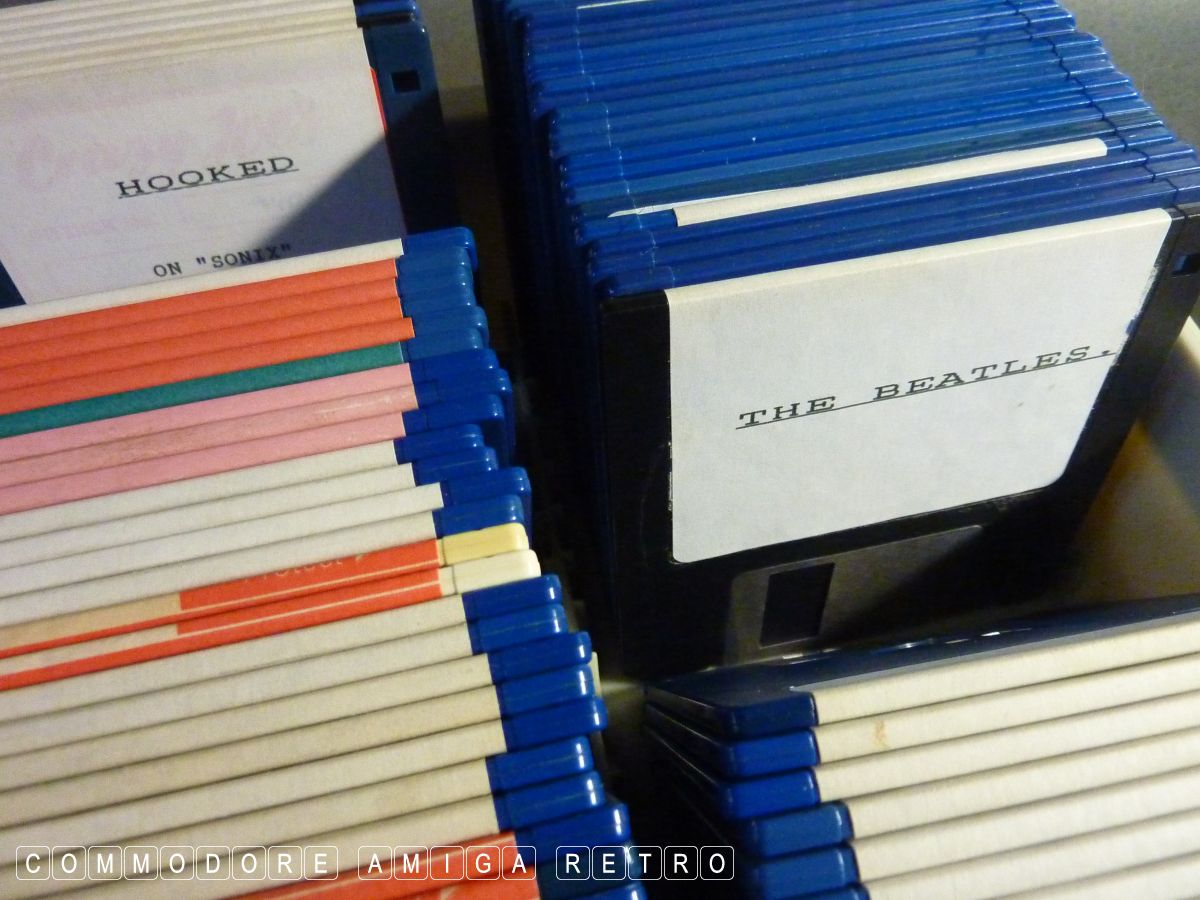 HOOKED
ON "SONIX"
THE BEATLES.
COMMODORE AMIGA RETRO